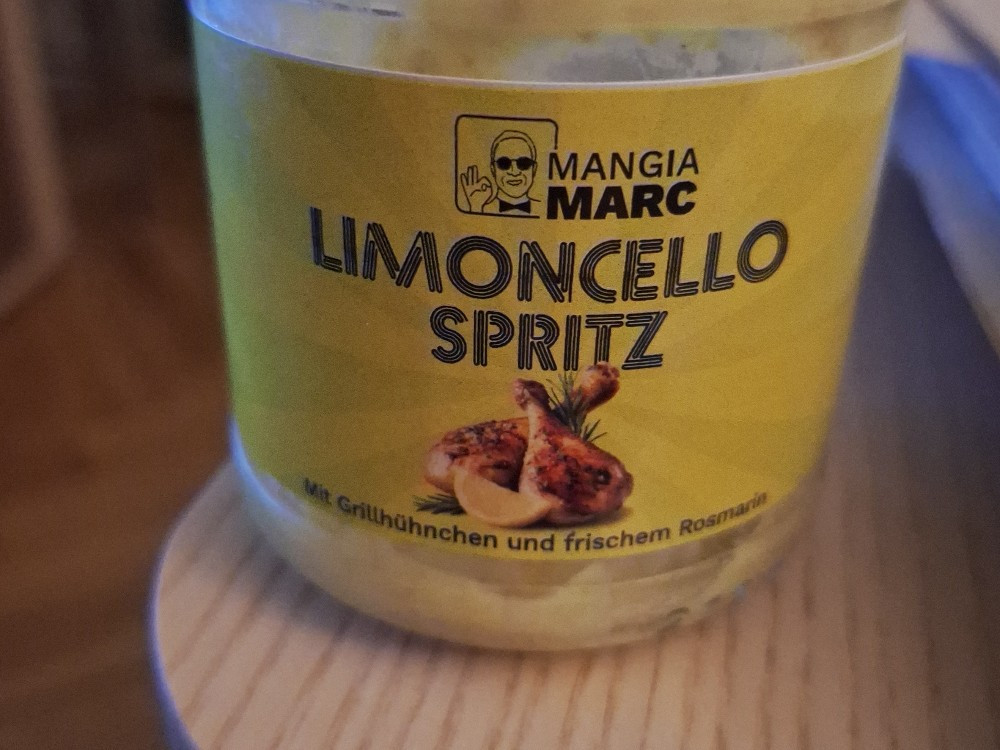 MANGIA
MARC
LIMONCELLO
SPRITZ
Mit Grillhühnchen und frischem Rosmarin